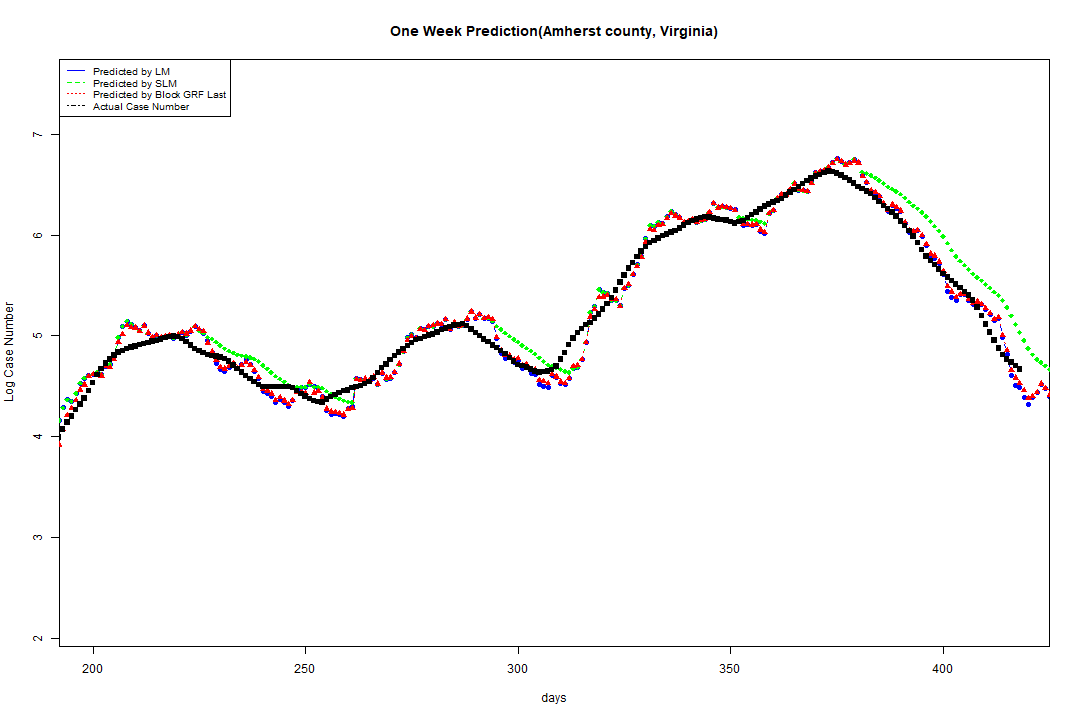 One Week Prediction(Amherst county, Virginia)
Predicted by LM
Predicted by SLM
Predicted by Block GRF Last
Actual Case Number
Log Case Number
7
6
5
4
3
2
200 250 300 350 400
days